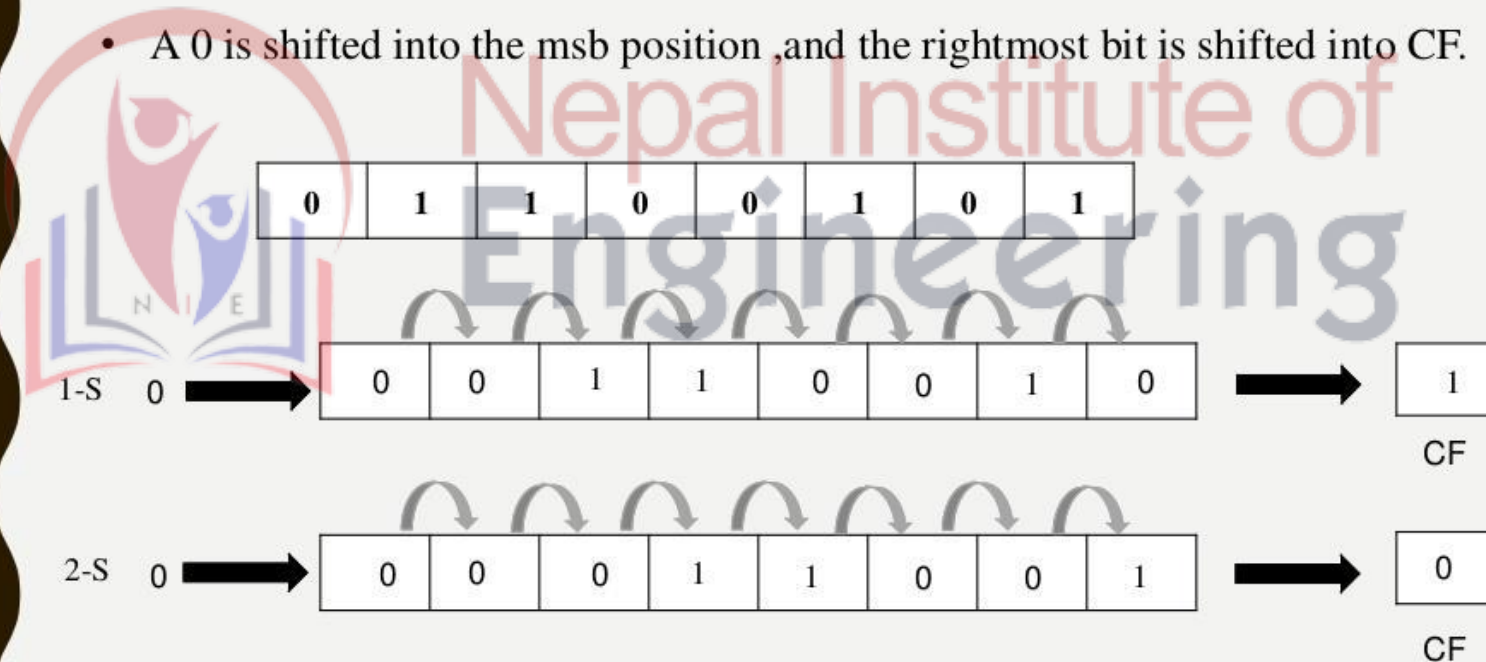 • A 0 is shifted into the msb position ,and the rightmost bit is shifted into CF.
Nepal Institute of
Engineering
N I E
0 1 1 0 0 1 0 1
1-S 0 0 0 1 1 0 0 1 0 1
CF
2-S 0 0 0 0 1 1 0 0 1 0
CF